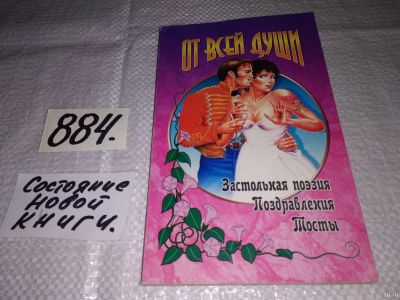 ОТ ВСЕЙ ДУШИ
Застольная поэзия
Поздравления
Тосты
884.
Состояние
новой
книги.